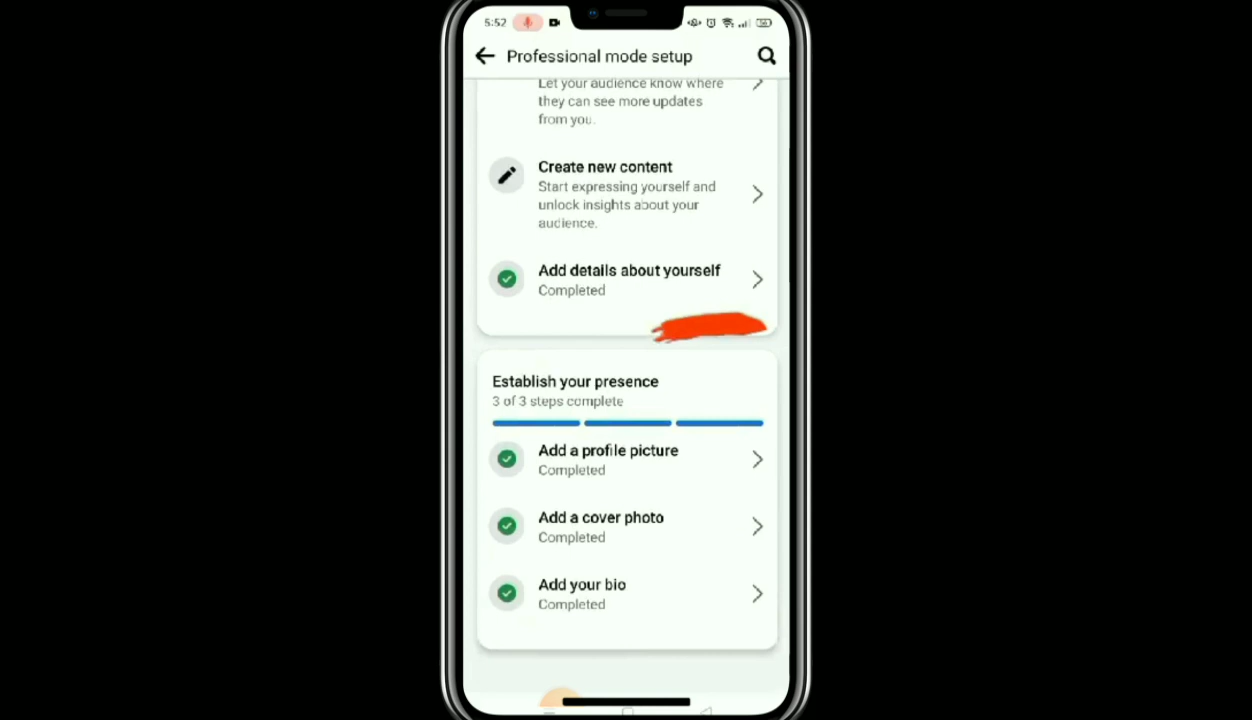 5:52
Professional mode setup
Let your audience know where
they can see more updates
from you.
Create new content
Start expressing yourself and
unlock insights about your
audience.
Add details about yourself
Completed
Establish your presence
3 of 3 steps complete
Add a profile picture
Completed
Add a cover photo
Completed
Add your bio
Completed